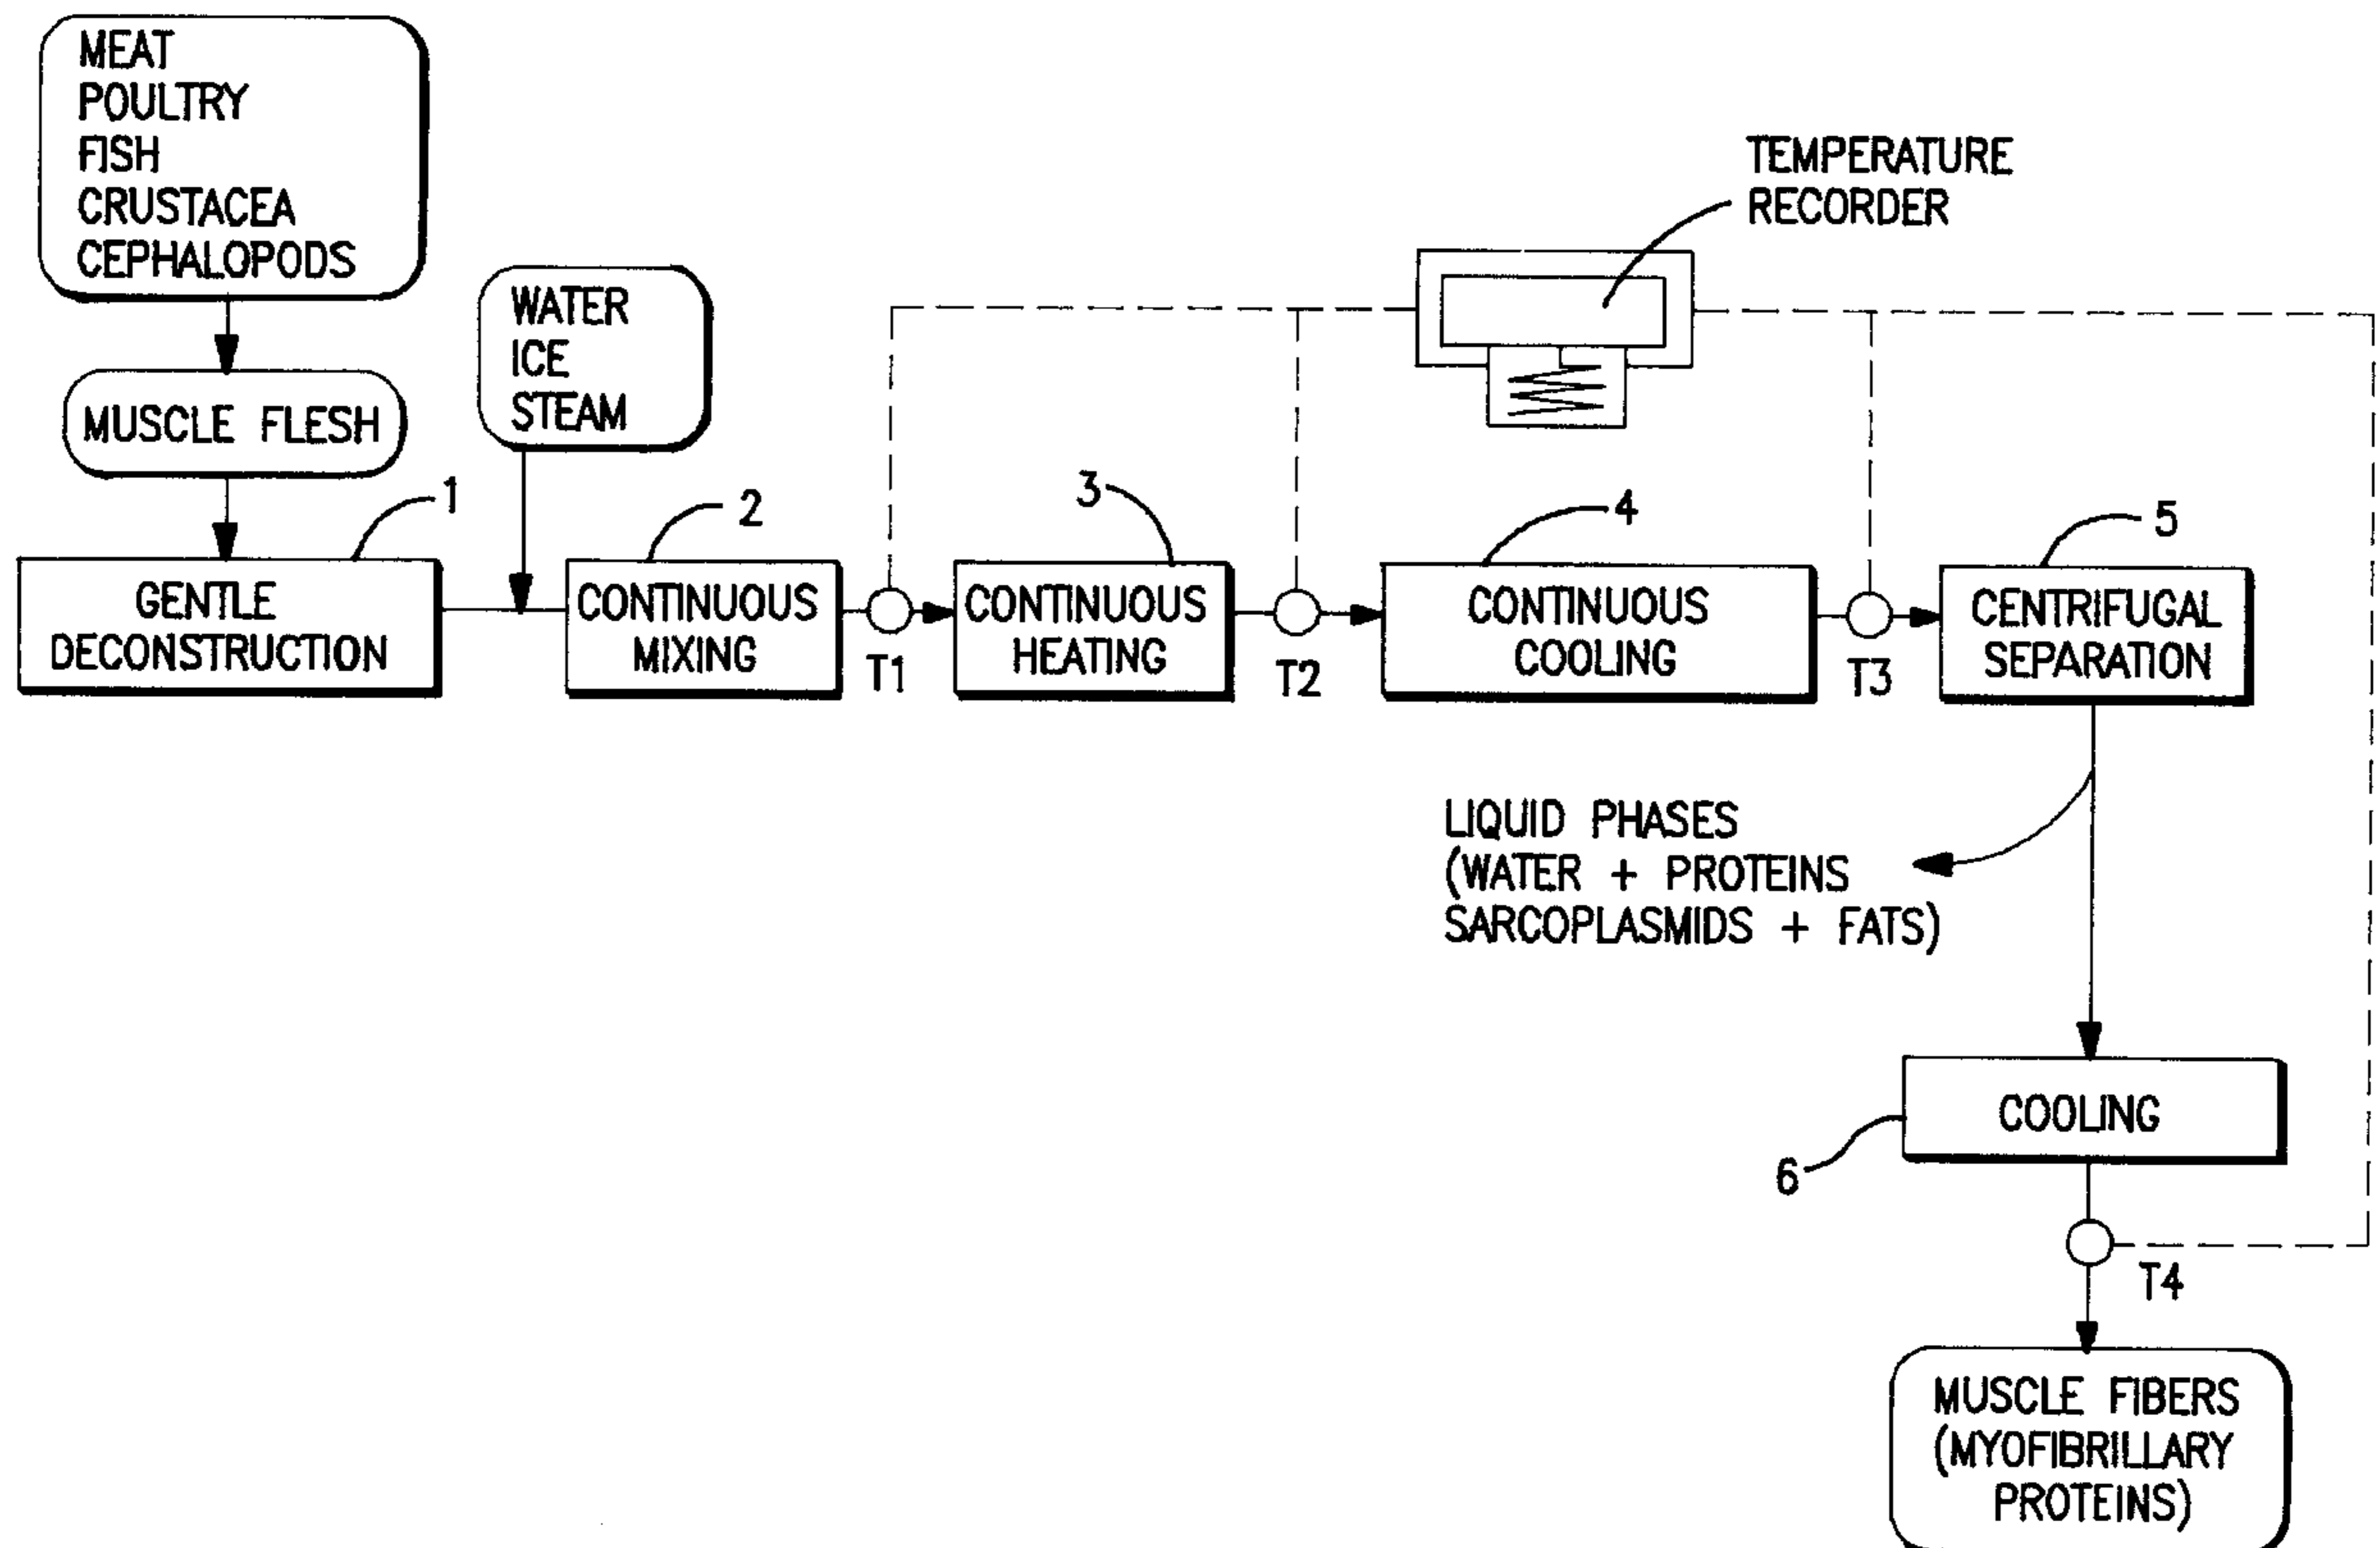 MEAT
POULTRY
FISH
CRUSTACEA
CEPHALOPODS
MUSCLE FLESH
WATER
ICE
STEAM
TEMPERATURE
RECORDER
1
2
3
4
5
GENTLE
DECONSTRUCTION
CONTINUOUS
MIXING
T1
CONTINUOUS
HEATING
T2
CONTINUOUS
COOLING
T3
CENTRIFUGAL
SEPARATION
LIQUID PHASES
(WATER + PROTEINS
SARCOPLASMIDS + FATS)
COOLING
6
T4
MUSCLE FIBERS
(MYOFIBRILLARY
PROTEINS)